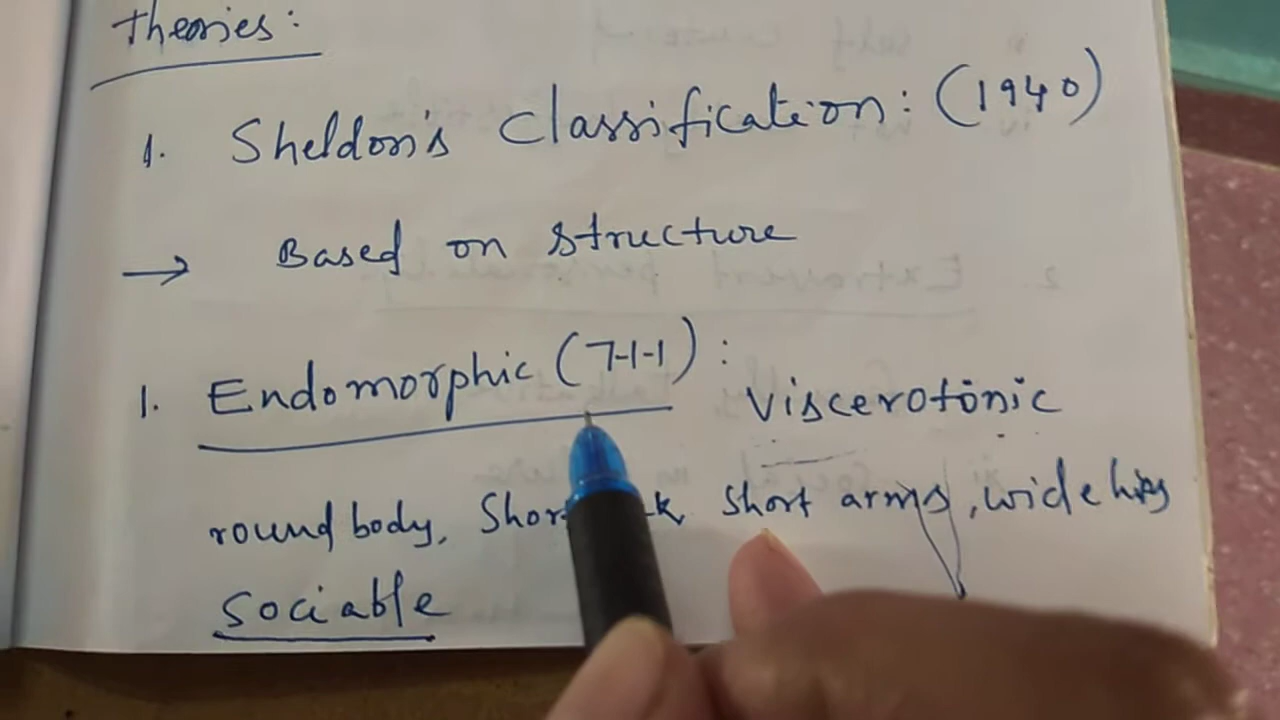 Theories:
1. Sheldon's Classification: (1940)
→ Based on structure
1. Endomorphic (7-1-1): Viscerotonic
round body, short arms, wide hips
sociable